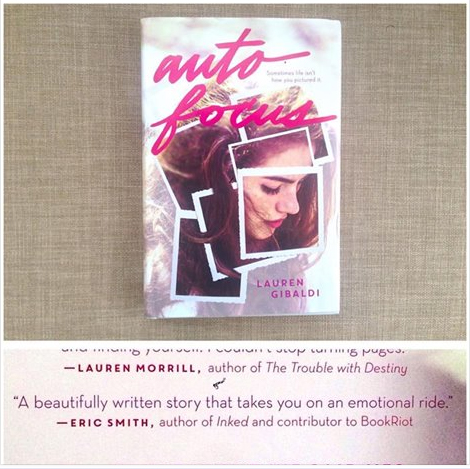 auto
focus
Sometimes life isn't
how you pictured it.
LAUREN
GIBALDI
and finding yourself. I couldn't stop turning pages."
—LAUREN MORRILL, author of The Trouble with Destiny
"A beautifully written story that takes you on an emotional ride."
—ERIC SMITH, author of Inked and contributor to BookRiot